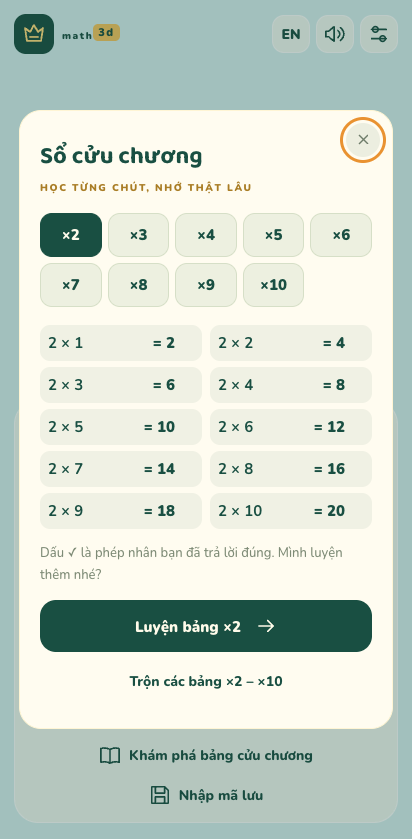 math 3d
EN
Sổ cửu chương
HỌC TỪNG CHÚT, NHỚ THẬT LÂU
×2 ×3 ×4 ×5 ×6
×7 ×8 ×9 ×10
2 × 1 = 2 2 × 2 = 4
2 × 3 = 6 2 × 4 = 8
2 × 5 = 10 2 × 6 = 12
2 × 7 = 14 2 × 8 = 16
2 × 9 = 18 2 × 10 = 20
Dấu ✓ là phép nhân bạn đã trả lời đúng. Mình luyện
thêm nhé?
Luyện bảng ×2 →
Trộn các bảng ×2 – ×10
Khám phá bảng cửu chương
Nhập mã lưu